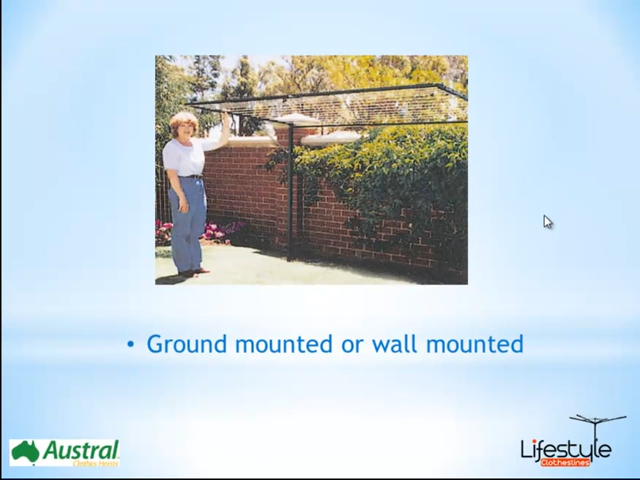 • Ground mounted or wall mounted
Austral
Clothes Hoists
Lifestyle
Clotheslines